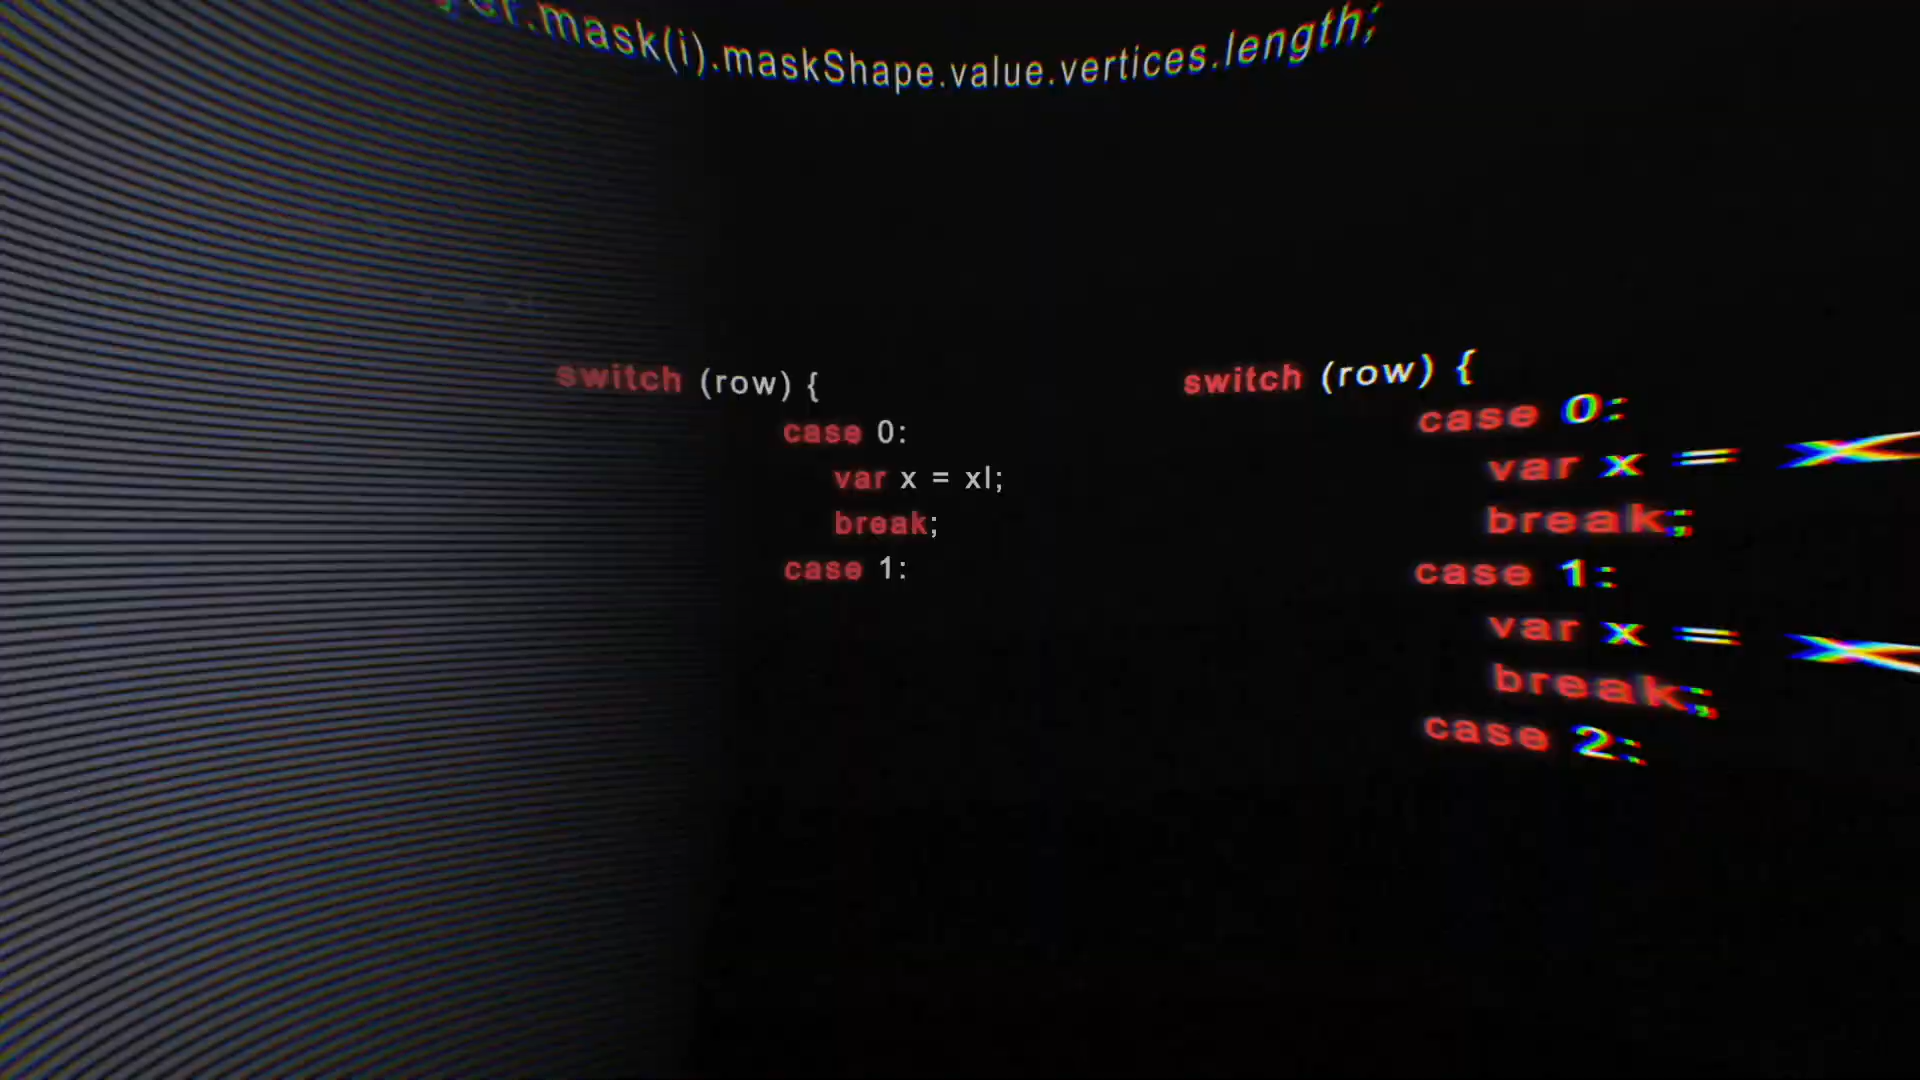 .mask(i).maskShape.value.vertices.length;
switch (row) {
case 0:
var x = xl;
break;
case 1:
switch (row) {
case 0:
var x =
break;
case 1:
var x =
break;
case 2: